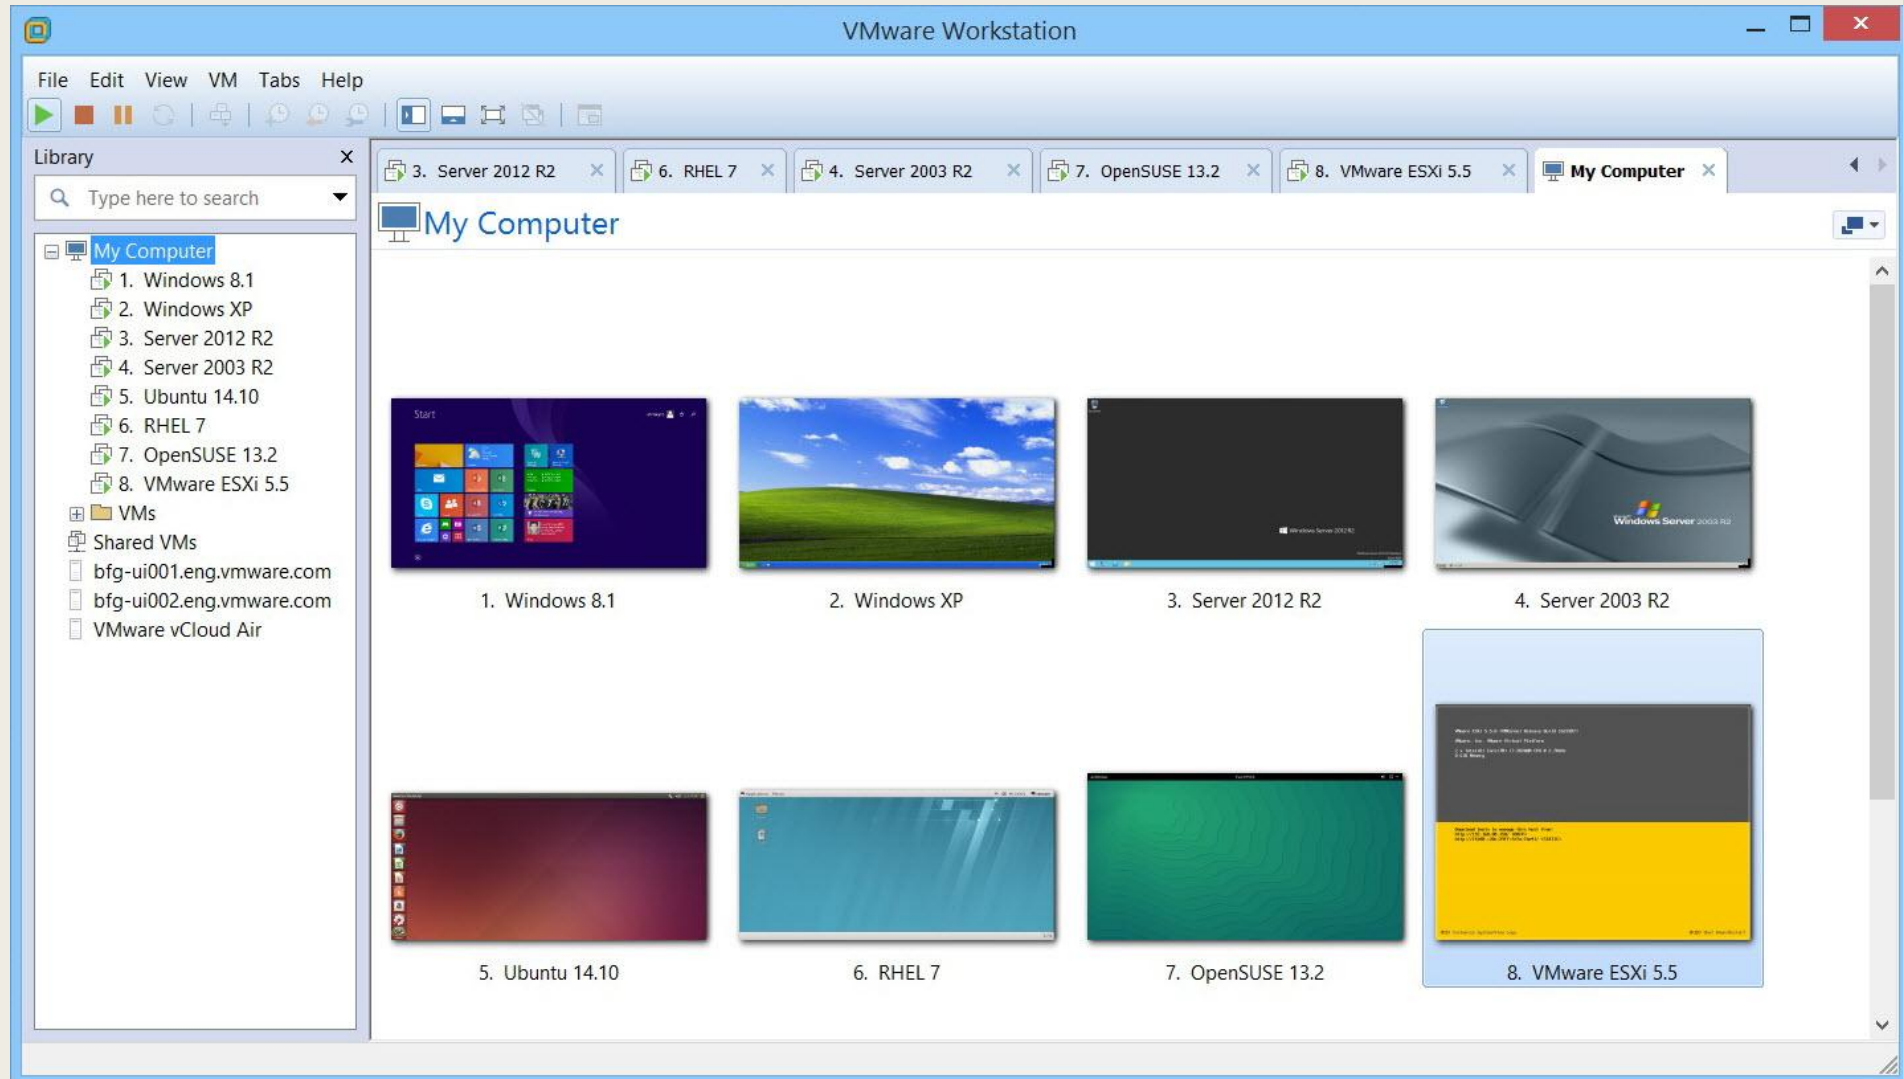 VMware Workstation
File Edit View VM Tabs Help
Library
Type here to search
My Computer
1. Windows 8.1
2. Windows XP
3. Server 2012 R2
4. Server 2003 R2
5. Ubuntu 14.10
6. RHEL 7
7. OpenSUSE 13.2
8. VMware ESXi 5.5
VMs
Shared VMs
bfg-ui001.eng.vmware.com
bfg-ui002.eng.vmware.com
VMware vCloud Air
3. Server 2012 R2 6. RHEL 7 4. Server 2003 R2 7. OpenSUSE 13.2 8. VMware ESXi 5.5 My Computer
My Computer
Start
Windows Server 2012 R2
Windows Server 2003 R2
1. Windows 8.1 2. Windows XP 3. Server 2012 R2 4. Server 2003 R2
5. Ubuntu 14.10 6. RHEL 7 7. OpenSUSE 13.2 8. VMware ESXi 5.5